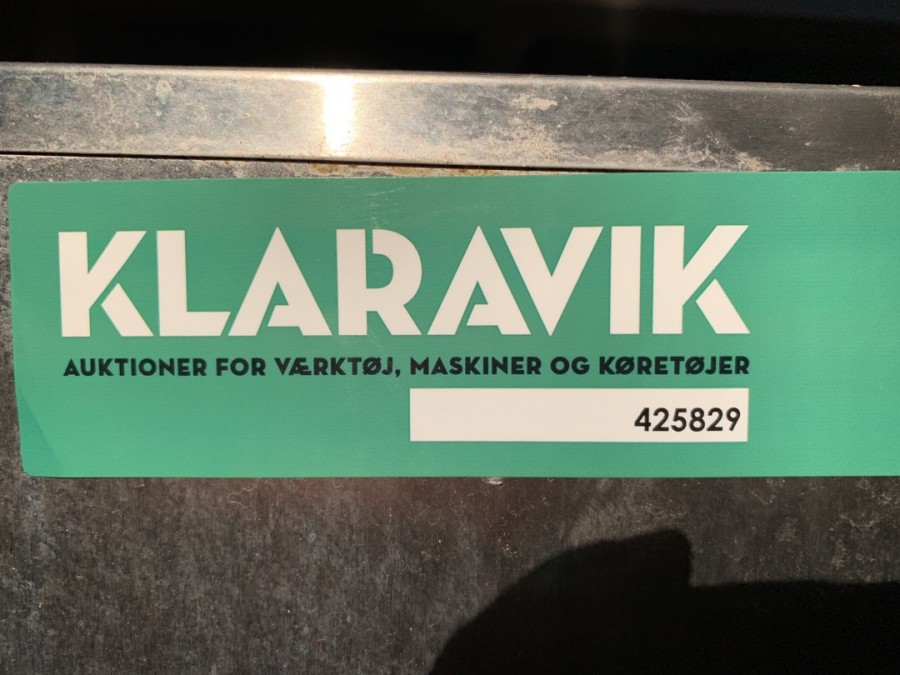 KLARAVIK
AUKTIONER FOR VÆRKTØJ, MASKINER OG KØRETØJER
425829